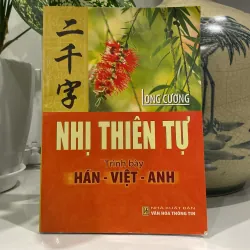 二千字
LONG CƯƠNG
NHỊ THIÊN TỰ
Trình bày
HÁN - VIỆT - ANH
NHÀ XUẤT BẢN
VĂN HÓA THÔNG TIN